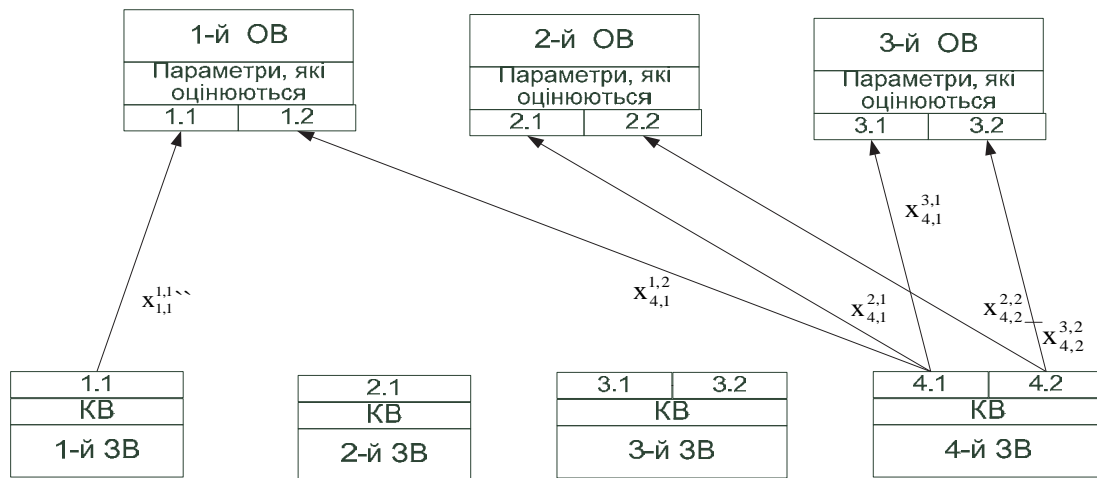 1-й ОВ
Параметри, які
оцінюються
1.1 1.2
2-й ОВ
Параметри, які
оцінюються
2.1 2.2
3-й ОВ
Параметри, які
оцінюються
3.1 3.2
x^{1,1}_{1,1}``
x^{1,2}_{4,1}
x^{2,1}_{4,1}
x^{3,1}_{4,1}
x^{2,2}_{4,2}
x^{3,2}_{4,2}
1.1
КВ
1-й ЗВ
2.1
КВ
2-й ЗВ
3.1 3.2
КВ
3-й ЗВ
4.1 4.2
КВ
4-й ЗВ